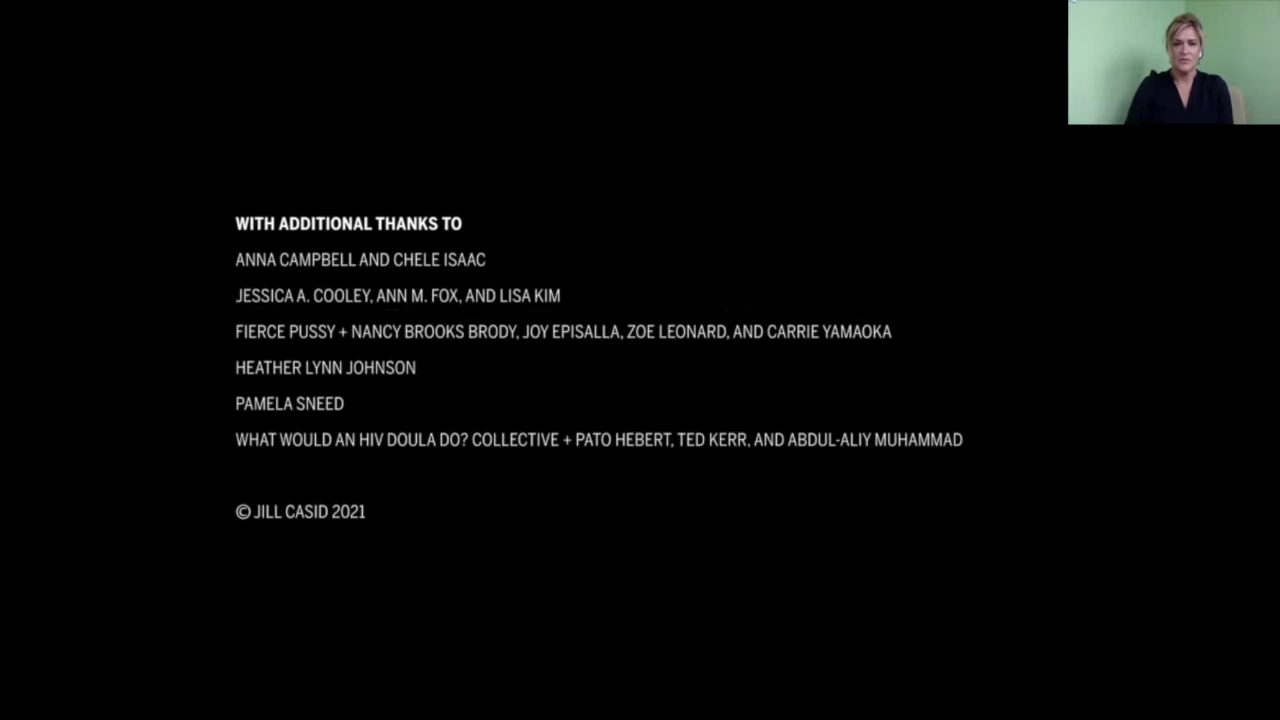 WITH ADDITIONAL THANKS TO
ANNA CAMPBELL AND CHELE ISAAC
JESSICA A. COOLEY, ANN M. FOX, AND LISA KIM
FIERCE PUSSY + NANCY BROOKS BRODY, JOY EPISALLA, ZOE LEONARD, AND CARRIE YAMAOKA
HEATHER LYNN JOHNSON
PAMELA SNEED
WHAT WOULD AN HIV DOULA DO? COLLECTIVE + PATO HEBERT, TED KERR, AND ABDUL-ALIY MUHAMMAD
© JILL CASID 2021